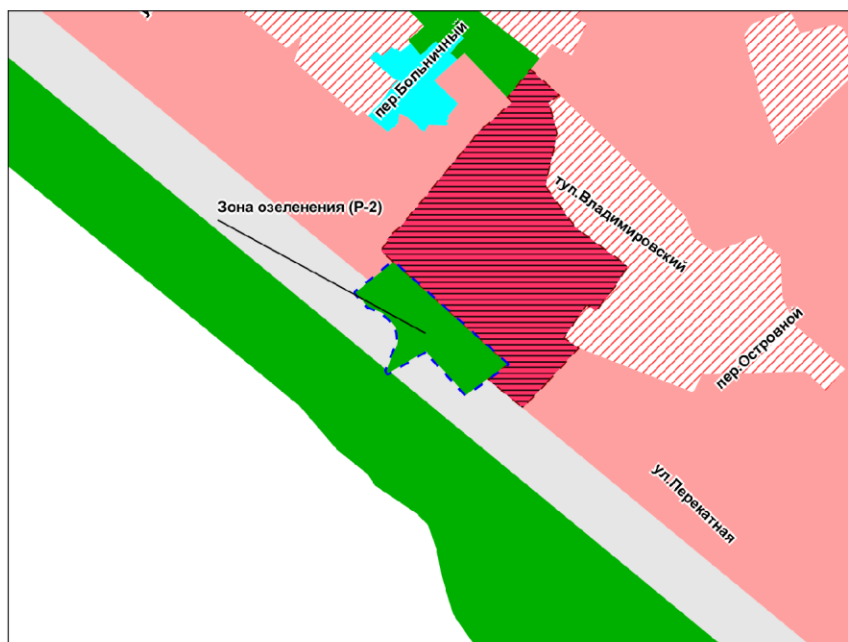 пер.Больничный
Зона озеленения (Р-2)
туп.Владимировский
пер.Островной
ул.Перекатная